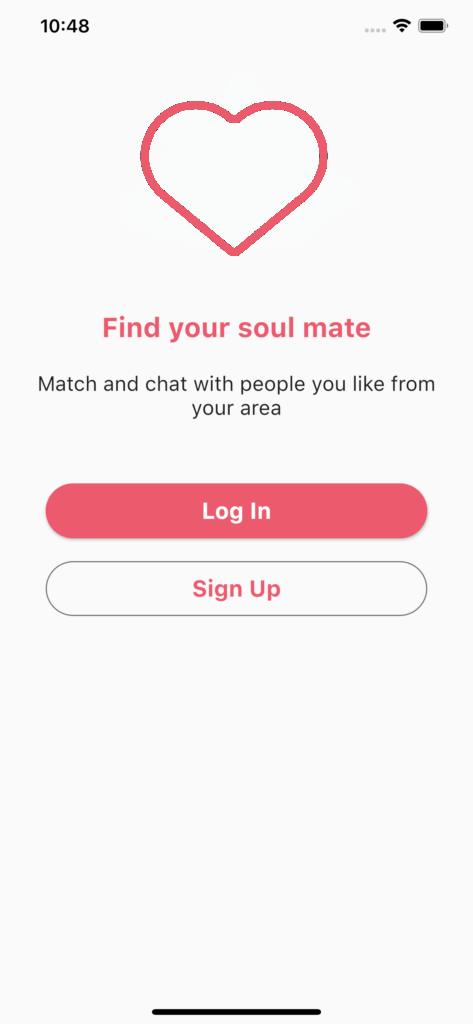 10:48
Find your soul mate
Match and chat with people you like from
your area
Log In
Sign Up